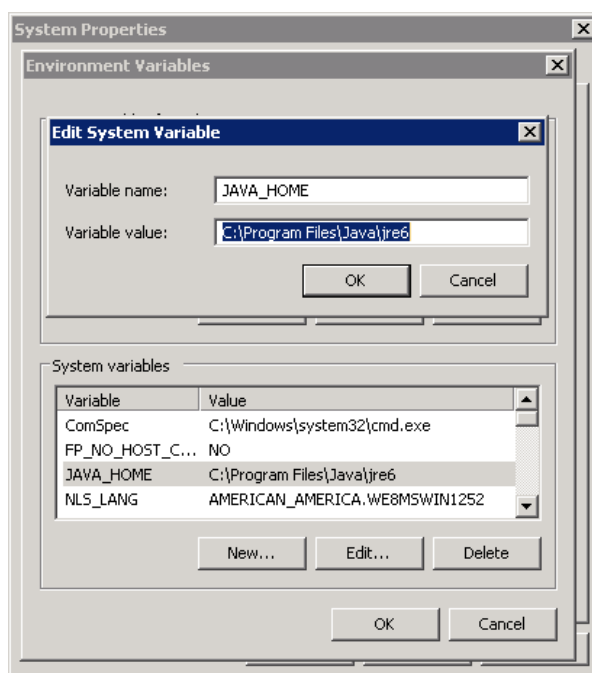 System Properties
Environment Variables
Edit System Variable
Variable name: JAVA_HOME
Variable value: C:\Program Files\Java\jre6
OK Cancel
System variables
Variable Value
ComSpec C:\Windows\system32\cmd.exe
FP_NO_HOST_C... NO
JAVA_HOME C:\Program Files\Java\jre6
NLS_LANG AMERICAN_AMERICA.WE8MSWIN1252
New... Edit... Delete
OK Cancel